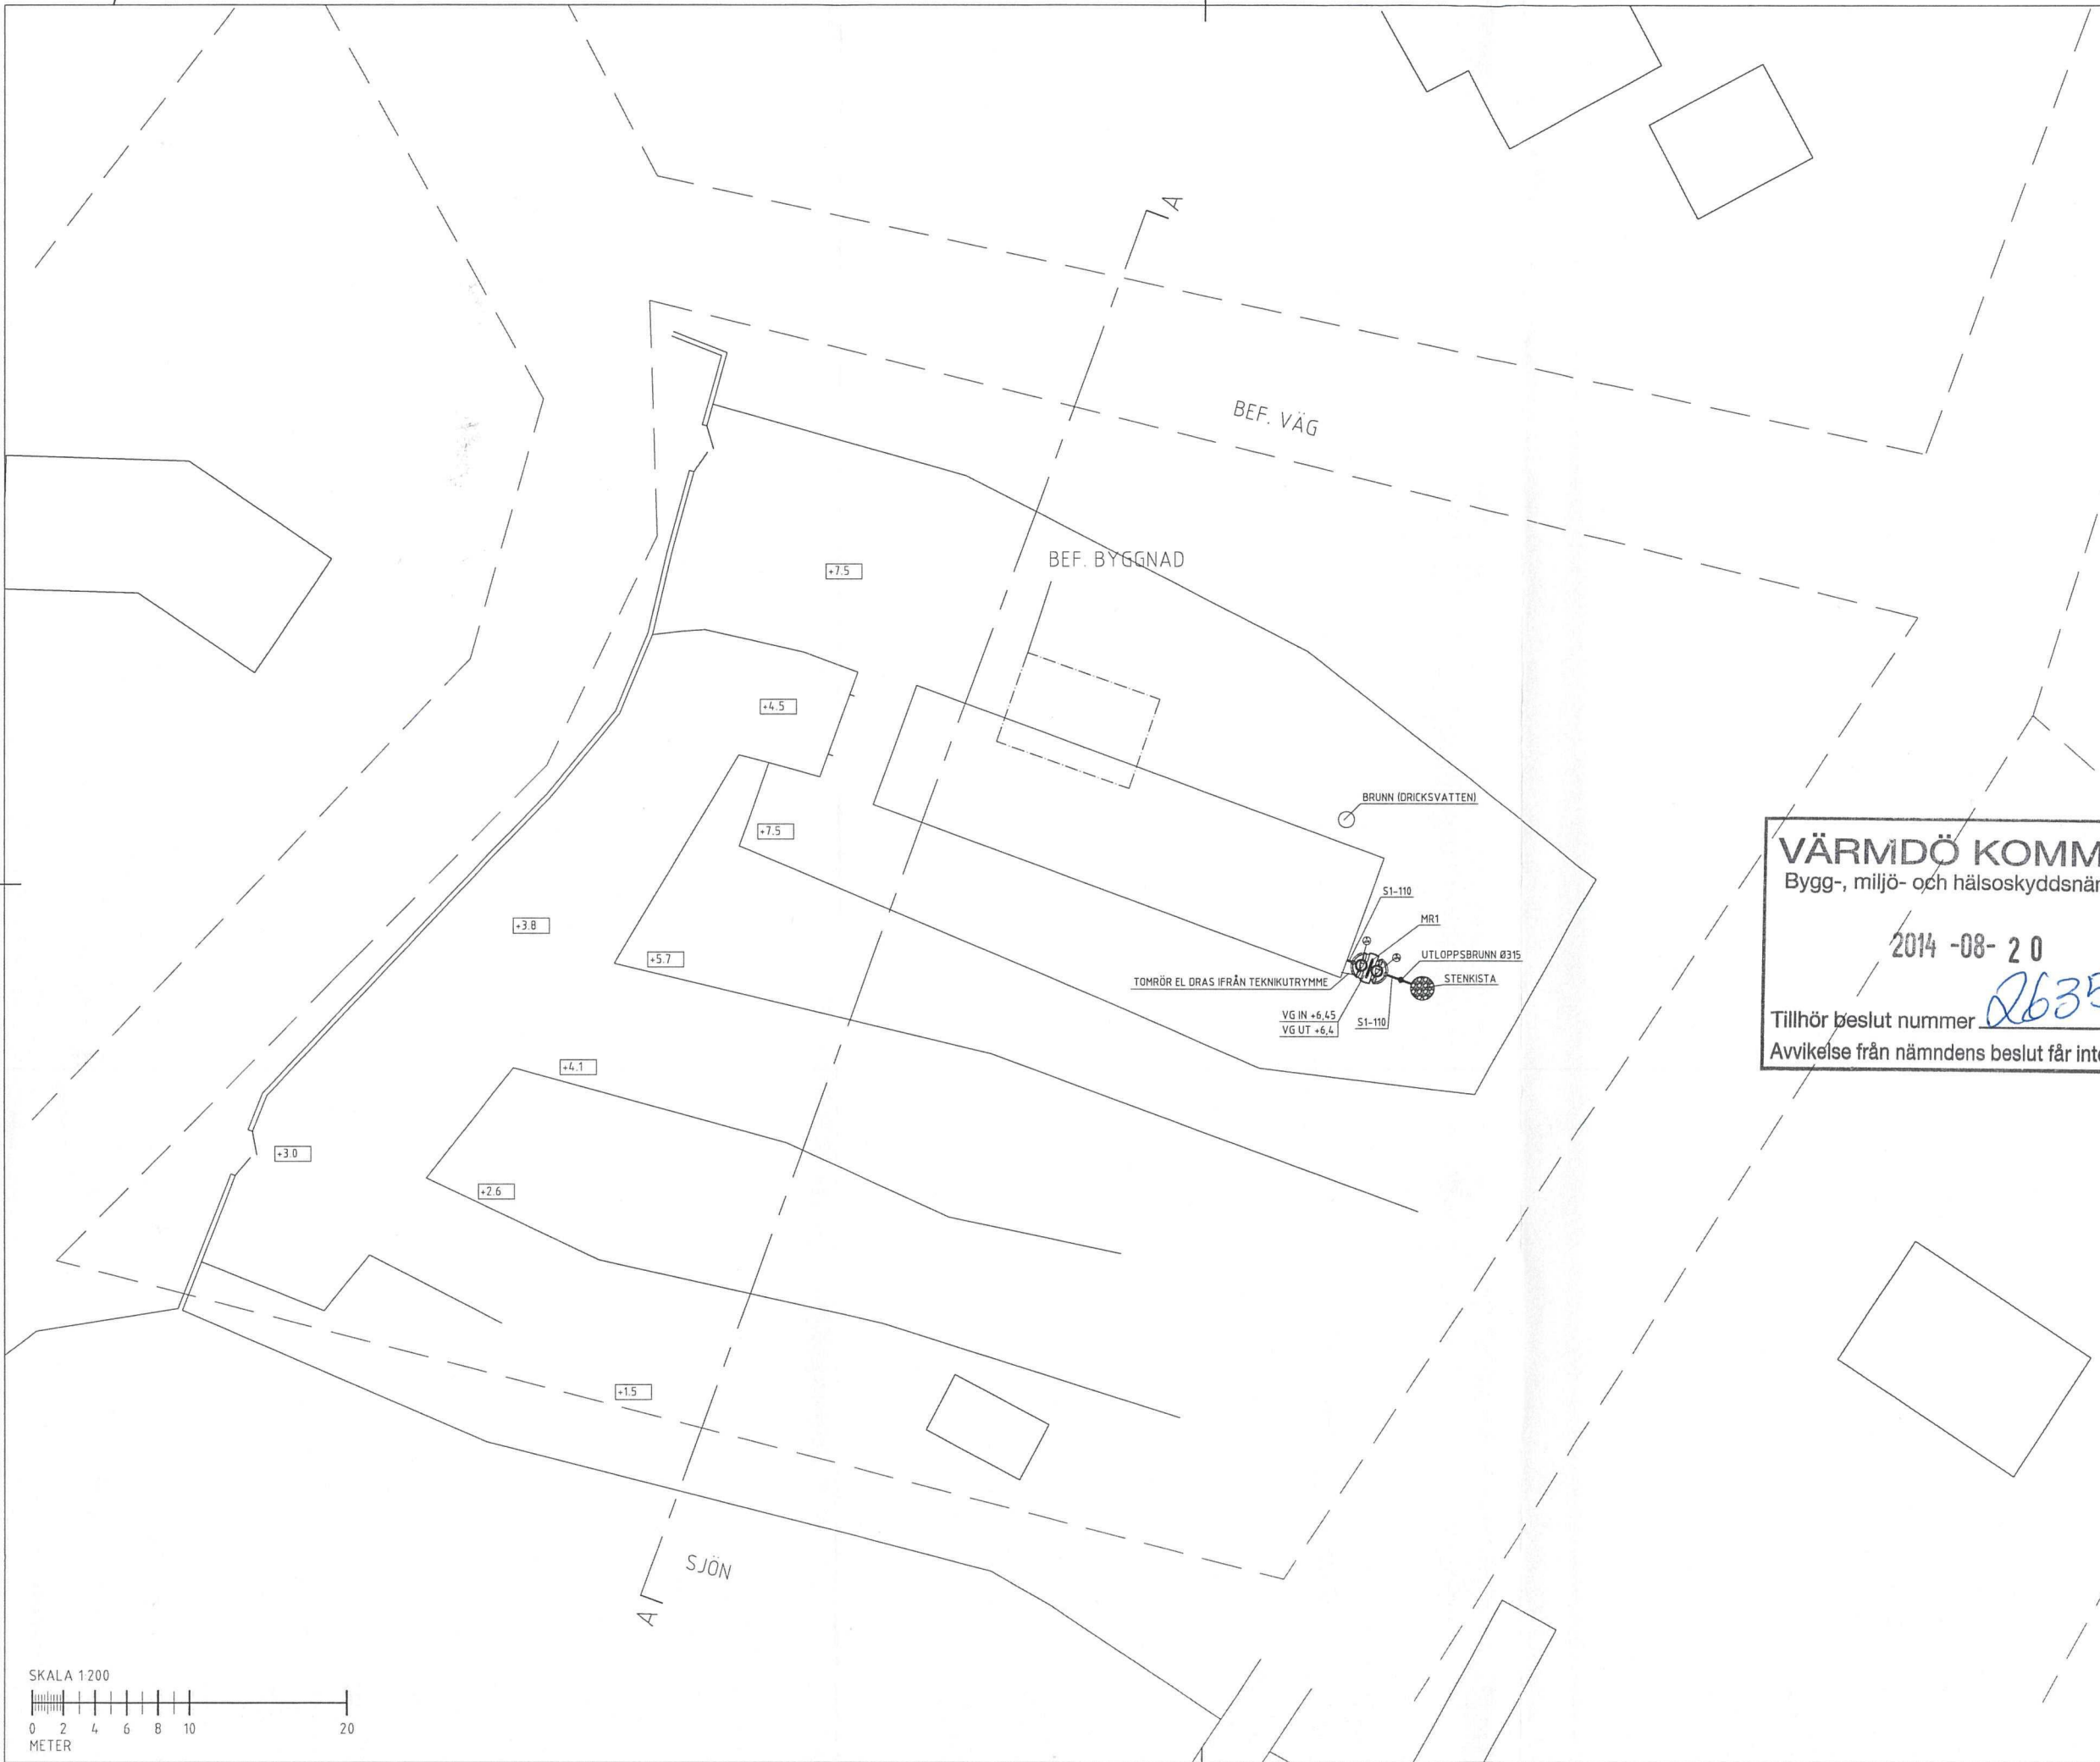 A
BEF. VÄG
BEF. BYGGNAD
+7.5
+4.5
+7.5
BRUNN (DRICKSVATTEN)
S1-110
MR1
UTLOPPSBRUNN Ø315
STENKISTA
TOMRÖR EL DRAS IFRÅN TEKNIKUTRYMME
VG IN +6,45
VG UT +6,4
S1-110
VÄRMDÖ KOMM
Bygg-, miljö- och hälsoskyddsnäm
2014 -08- 20
Tillhör beslut nummer 2635
Avvikelse från nämndens beslut får inte
+3.8
+5.7
+4.1
+3.0
+2.6
+1.5
SJÖN
A
SKALA 1:200
0 2 4 6 8 10 20
METER